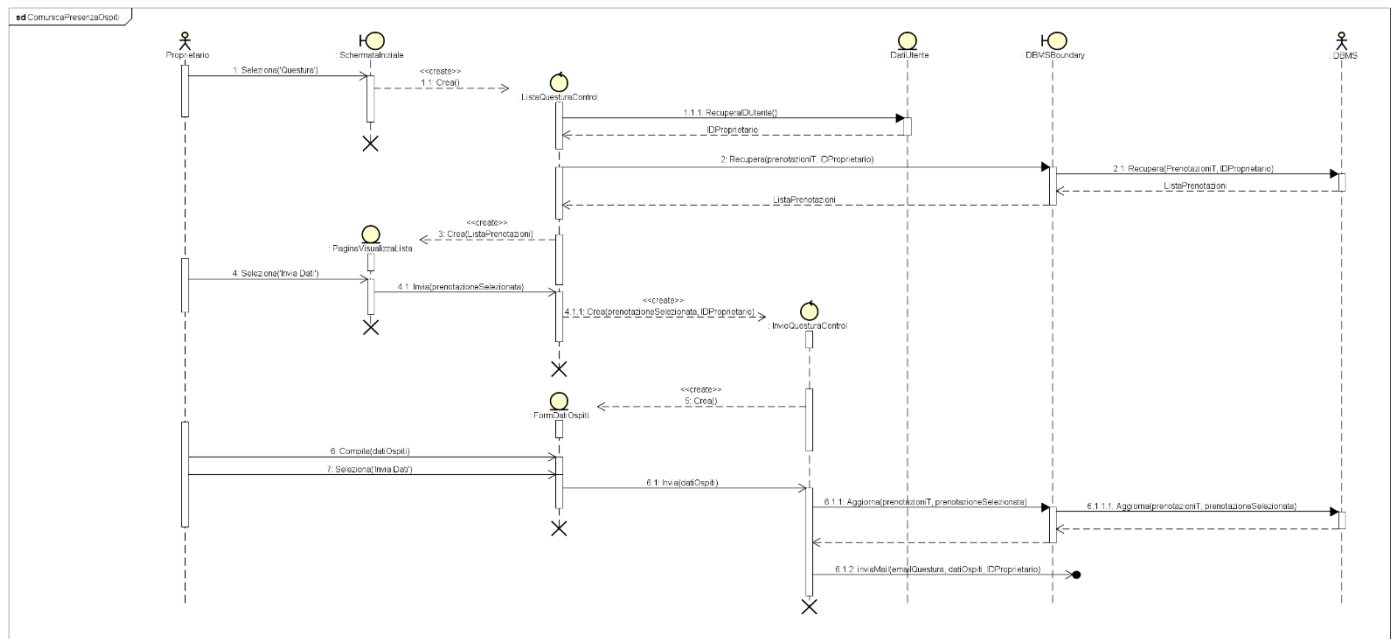 sd ComunicaPresenzaOspiti
Proprietario
: SchermataIniziale
DatiUtente
: DBMSBoundary
: DBMS
1: Seleziona('Questura')
<<create>>
1.1: Crea()
: ListaQuesturaControl
1.1.1: RecuperaIDUtente()
IDProprietario
2: Recupera(prenotazioniT, IDProprietario)
2.1: Recupera(PrenotazioniT, IDProprietario)
ListaPrenotazioni
ListaPrenotazioni
<<create>>
3: Crea(ListaPrenotazioni)
: PaginaVisualizzaLista
4: Seleziona('Invia Dati')
4.1: Invia(prenotazioneSelezionata)
<<create>>
4.1.1: Crea(prenotazioneSelezionata, IDProprietario)
: InvioQuesturaControl
<<create>>
5: Crea()
: FormDatiOspiti
6: Compila(datiOspiti)
7: Seleziona('Invia Dati')
6.1: Invia(datiOspiti)
6.1.1: Aggiorna(prenotazioniT, prenotazioneSelezionata)
6.1.1.1: Aggiorna(prenotazioniT, prenotazioneSelezionata)
6.1.2: inviaMail(emailQuestura, datiOspiti, IDProprietario)